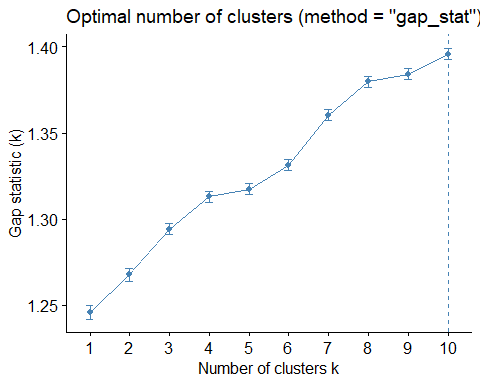 Optimal number of clusters (method = "gap_stat")
1.40
1.35
1.30
1.25
Gap statistic (k)
1 2 3 4 5 6 7 8 9 10
Number of clusters k